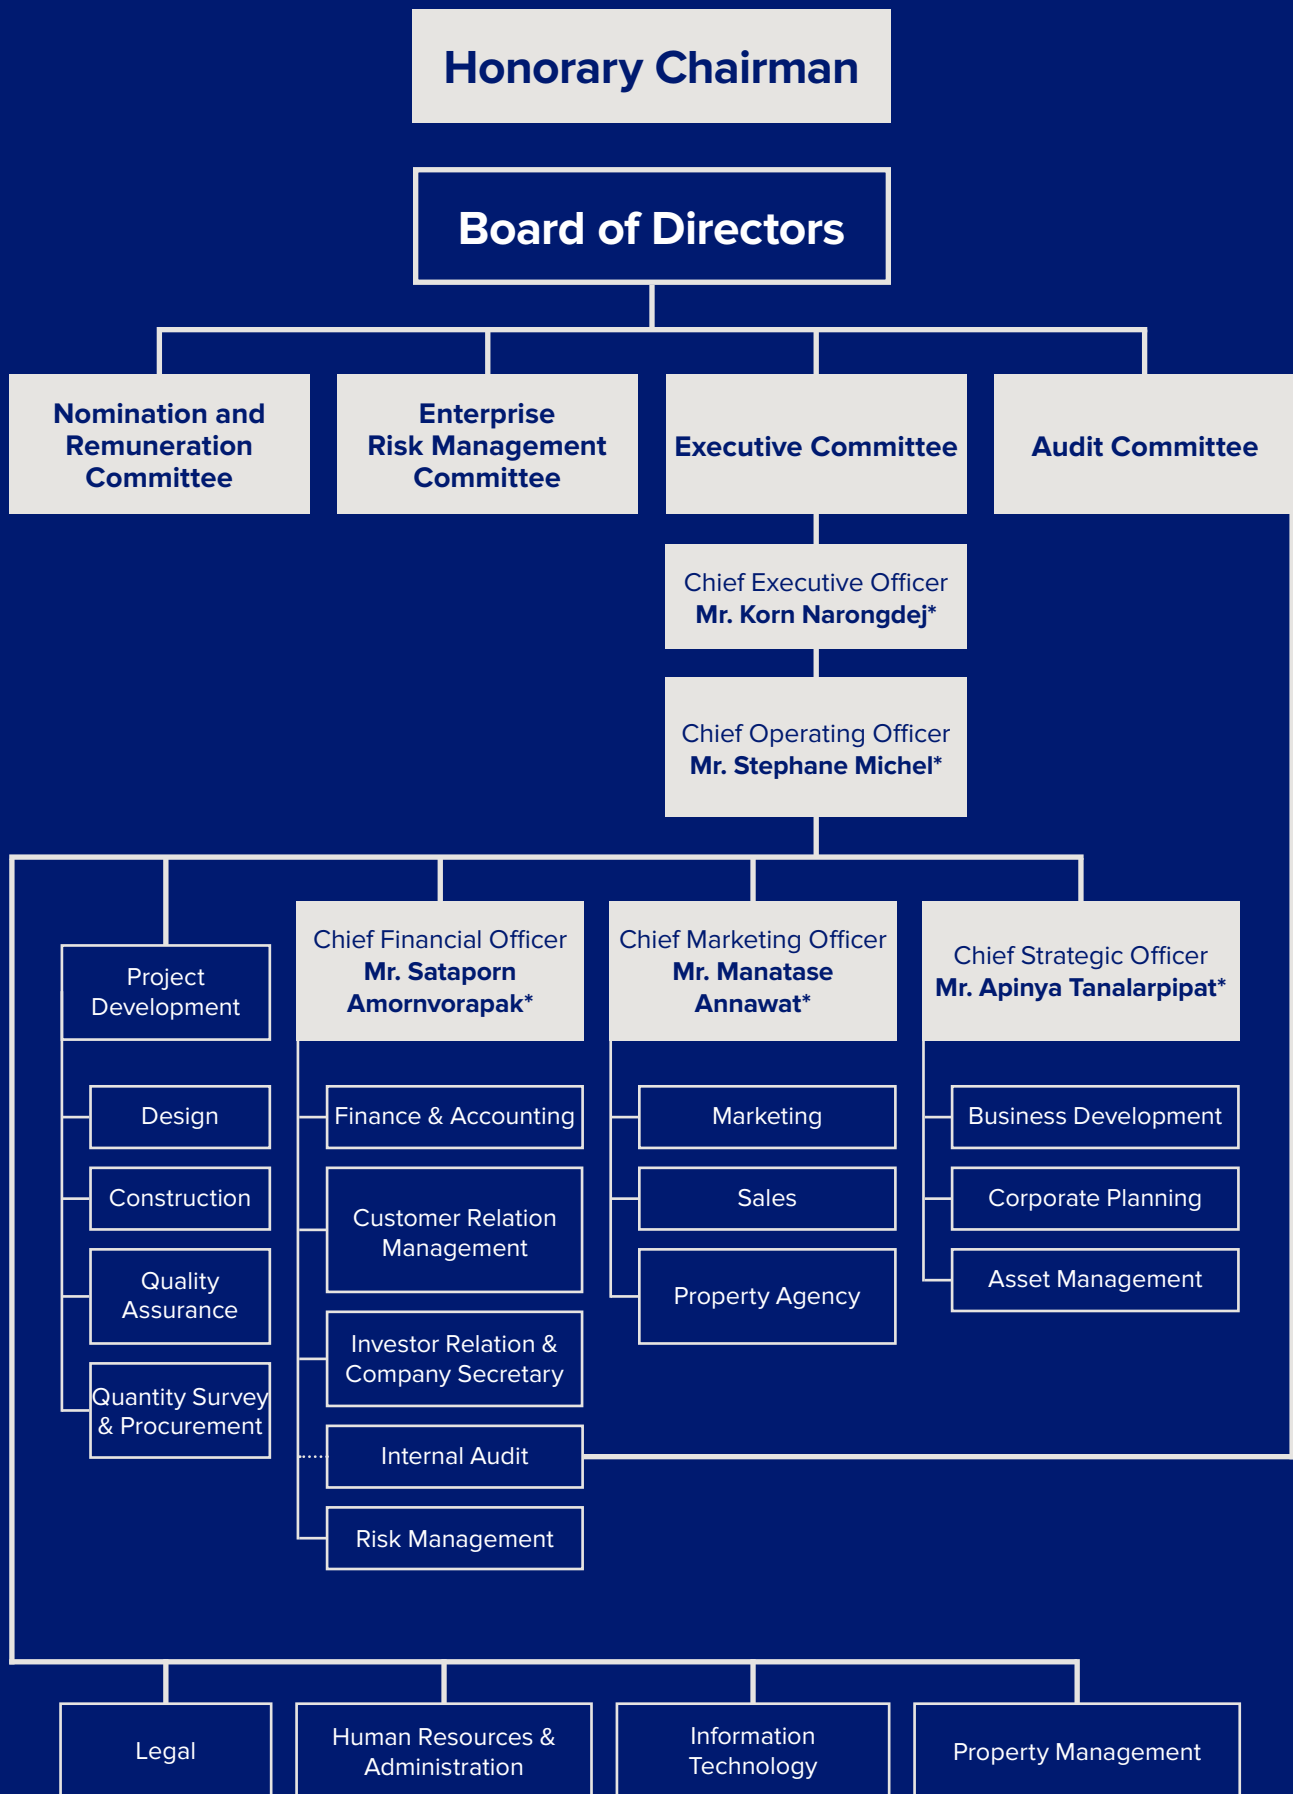 Honorary Chairman
Board of Directors
Nomination and
Remuneration
Committee
Enterprise
Risk Management
Committee
Executive Committee
Audit Committee
Chief Executive Officer
Mr. Korn Narongdej*
Chief Operating Officer
Mr. Stephane Michel*
Project
Development
Chief Financial Officer
Mr. Sataporn
Amornvorapak*
Chief Marketing Officer
Mr. Manatase
Annawat*
Chief Strategic Officer
Mr. Apinya Tanalarpipat*
Design
Construction
Quality
Assurance
Quantity Survey
& Procurement
Finance & Accounting
Customer Relation
Management
Investor Relation &
Company Secretary
Internal Audit
Risk Management
Marketing
Sales
Property Agency
Business Development
Corporate Planning
Asset Management
Legal
Human Resources &
Administration
Information
Technology
Property Management